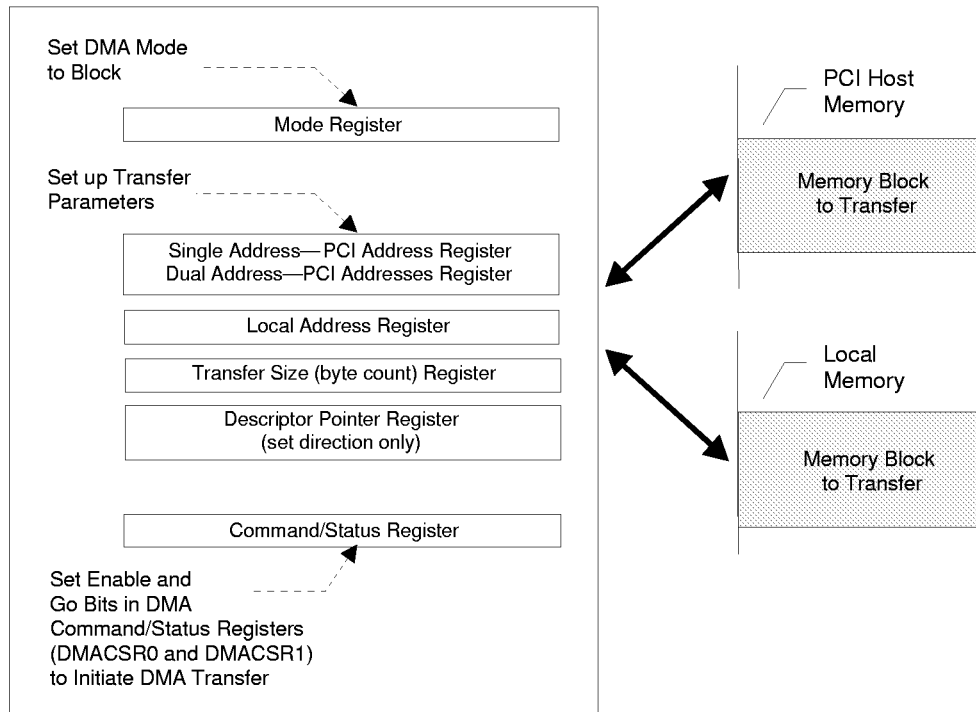 Set DMA Mode
to Block
Mode Register
Set up Transfer
Parameters
Single Address—PCI Address Register
Dual Address—PCI Addresses Register
Local Address Register
Transfer Size (byte count) Register
Descriptor Pointer Register
(set direction only)
Command/Status Register
Set Enable and
Go Bits in DMA
Command/Status Registers
(DMACSR0 and DMACSR1)
to Initiate DMA Transfer
PCI Host
Memory
Memory Block
to Transfer
Local
Memory
Memory Block
to Transfer